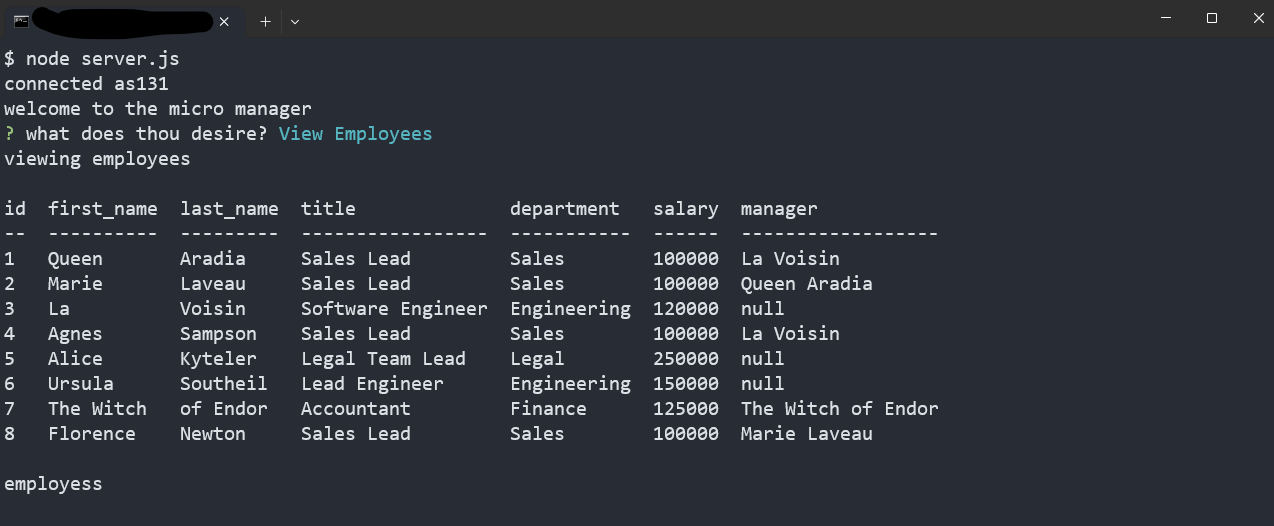 $ node server.js
connected as131
welcome to the micro manager
? what does thou desire? View Employees
viewing employees
id  first_name  last_name  title              department   salary  manager
--  ----------  ---------  -----------------  -----------  ------  ------------------
1   Queen       Aradia     Sales Lead         Sales        100000  La Voisin
2   Marie       Laveau     Sales Lead         Sales        100000  Queen Aradia
3   La          Voisin     Software Engineer  Engineering  120000  null
4   Agnes       Sampson    Sales Lead         Sales        100000  La Voisin
5   Alice       Kyteler    Legal Team Lead    Legal        250000  null
6   Ursula      Southeil   Lead Engineer      Engineering  150000  null
7   The Witch   of Endor   Accountant         Finance      125000  The Witch of Endor
8   Florence    Newton     Sales Lead         Sales        100000  Marie Laveau
employess